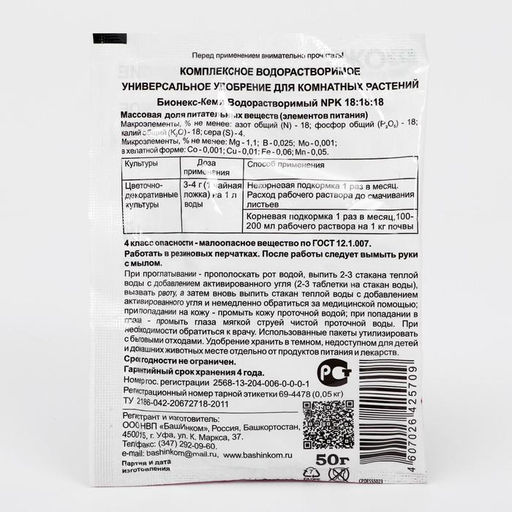 Перед применением внимательно прочитать!
КОМПЛЕКСНОЕ ВОДОРАСТВОРИМОЕ
УНИВЕРСАЛЬНОЕ УДОБРЕНИЕ ДЛЯ КОМНАТНЫХ РАСТЕНИЙ
Бионекс-Кеми Водорастворимый NPK 18:18:18
Массовая доля питательных веществ (элементов питания)
Макроэлементы, % не менее: азот общий (N) - 18; фосфор общий (P₂O₅) - 18;
калий общий (K₂O) - 18; сера (S) - 4.
Микроэлементы, % не менее: Mg - 1,1; B - 0,025; Mo - 0,001;
в хелатной форме: Co - 0,001; Cu - 0,01; Fe - 0,06; Mn - 0,05.
Культуры
Доза применения
Способ применения
Цветочно-декоративные культуры
3-4 г (1 чайная ложка) на 1 л воды
Некорневая подкормка 1 раз в месяц.
Расход рабочего раствора до смачивания
листьев
Корневая подкормка 1 раз в месяц, 100-
200 мл рабочего раствора на 1 кг почвы
4 класс опасности - малоопасное вещество по ГОСТ 12.1.007.
Работать в резиновых перчатках. После работы следует вымыть руки
с мылом.
При проглатывании - прополоскать рот водой, выпить 2-3 стакана теплой
воды с добавлением активированного угля (2-3 таблетки на стакан воды),
вызвать рвоту, а затем вновь выпить стакан теплой воды с добавлением
активированного угля и немедленно обратиться за медицинской помощью;
при попадании на кожу - промыть кожу проточной водой; при попадании в
глаза - промыть глаза мягкой струей чистой проточной воды. При
необходимости обратиться к врачу. Использованные пакеты утилизировать
с бытовыми отходами. Удобрение хранить в темном, недоступном для детей
и домашних животных месте отдельно от продуктов питания и лекарств.
Срок годности не ограничен.
Гарантийный срок хранения 4 года.
Номер гос. регистрации 2568-13-204-006-0-0-0-1
Регистрационный номер тарной этикетки 69-4478 (0,05 кг)
ТУ 2186-042-20672718-2011
Регистрант и изготовитель:
ООО НВП «БашИнком», Россия, Башкортостан,
450015, г. Уфа, ул. К. Маркса, 37.
Тел/факс: (347) 292-09-60.
e-mail: bashinkom@mail.ru, www.bashinkom.ru
Партия и дата
изготовления
50г
4607026425709